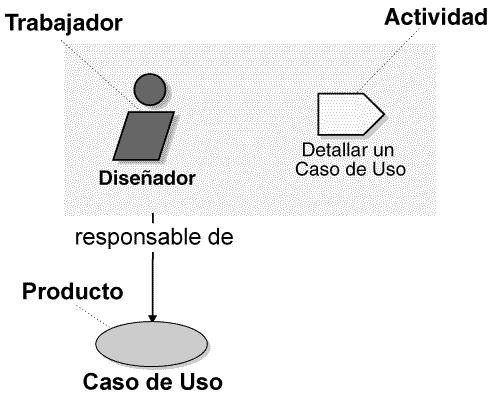 Actividad
Trabajador
Detallar un
Caso de Uso
Diseñador
responsable de
Producto
Caso de Uso